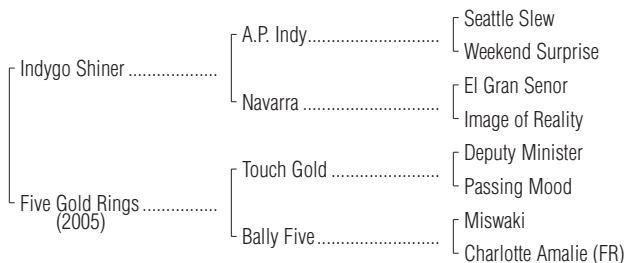 Seattle Slew
A.P. Indy..............................
Weekend Surprise
Indygo Shiner ....................
El Gran Senor
Navarra ...............................
Image of Reality
Deputy Minister
Touch Gold ........................
Passing Mood
Five Gold Rings .................
(2005)
Miswaki
Bally Five............................
Charlotte Amalie (FR)